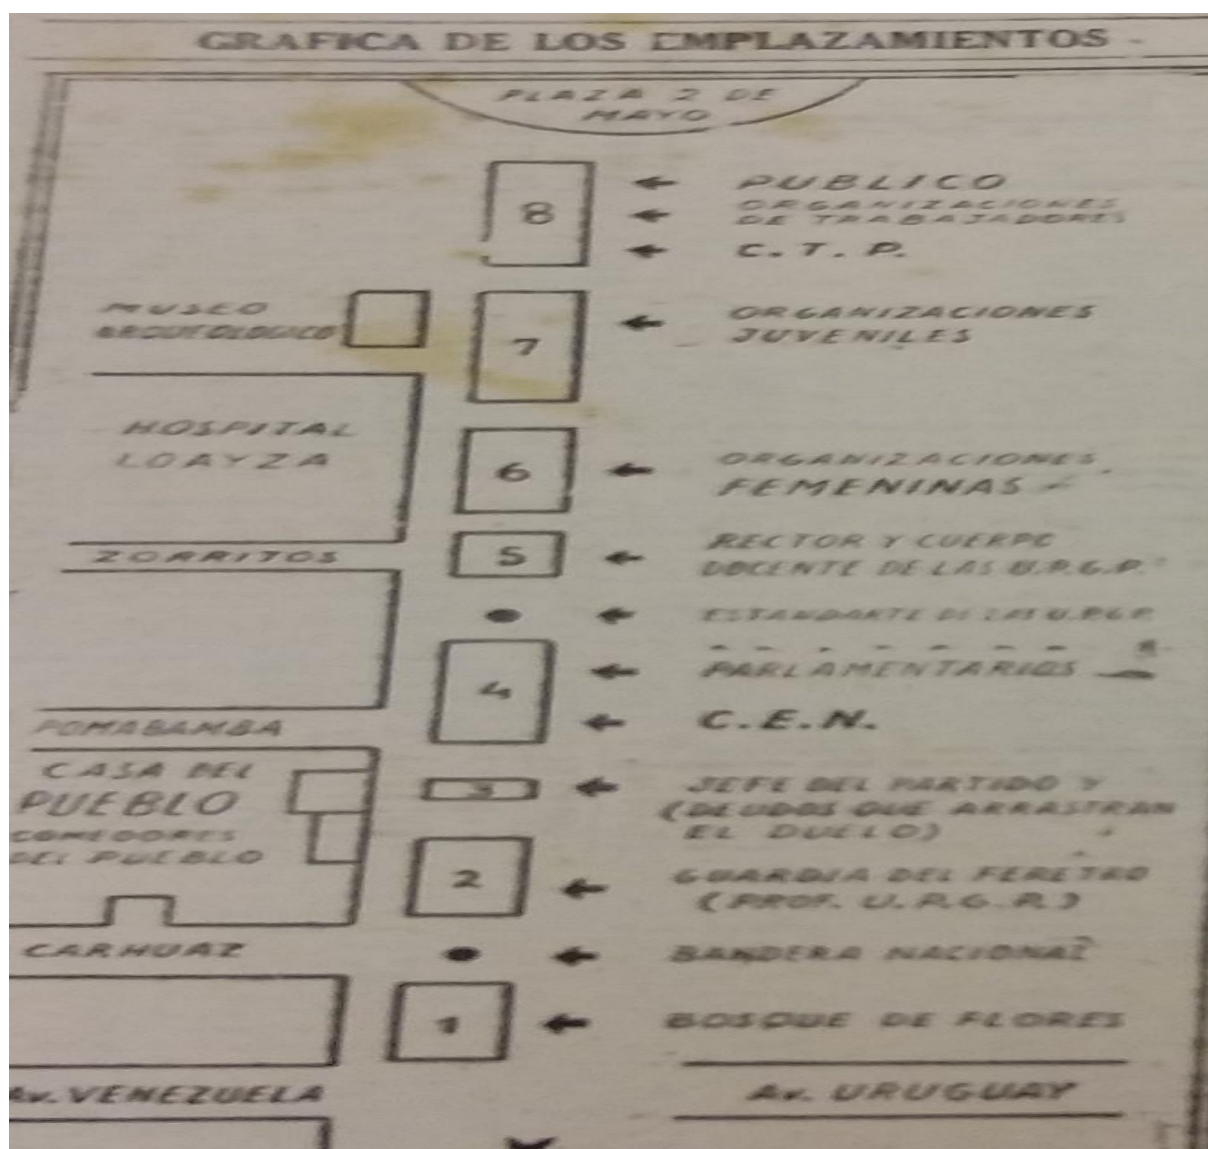 GRAFICA DE LOS EMPLAZAMIENTOS
PLAZA 2 DE
MAYO
8
PUBLICO
ORGANIZACIONES
DE TRABAJADORES
C.T.P.
MUSEO
ARQUEOLOGICO
7
ORGANIZACIONES
JUVENILES
HOSPITAL
LOAYZA
6
ORGANIZACIONES
FEMENINAS
ZORRITOS
5
RECTOR Y CUERPO
DOCENTE DE LAS U.P.G.P.
ESTANDARTE DE LAS U.P.G.P.
4
PARLAMENTARIOS
C.E.N.
POMABAMBA
CASA DEL
PUEBLO
COMEDORES
DEL PUEBLO
3
JEFE DEL PARTIDO Y
(DEUDOS QUE ARRASTRAN
EL DUELO)
2
GUARDIA DEL FERETRO
(PROF. U.P.G.P.)
CARHUAZ
BANDERA NACIONAL
1
BOSQUE DE FLORES
Av. VENEZUELA
Av. URUGUAY